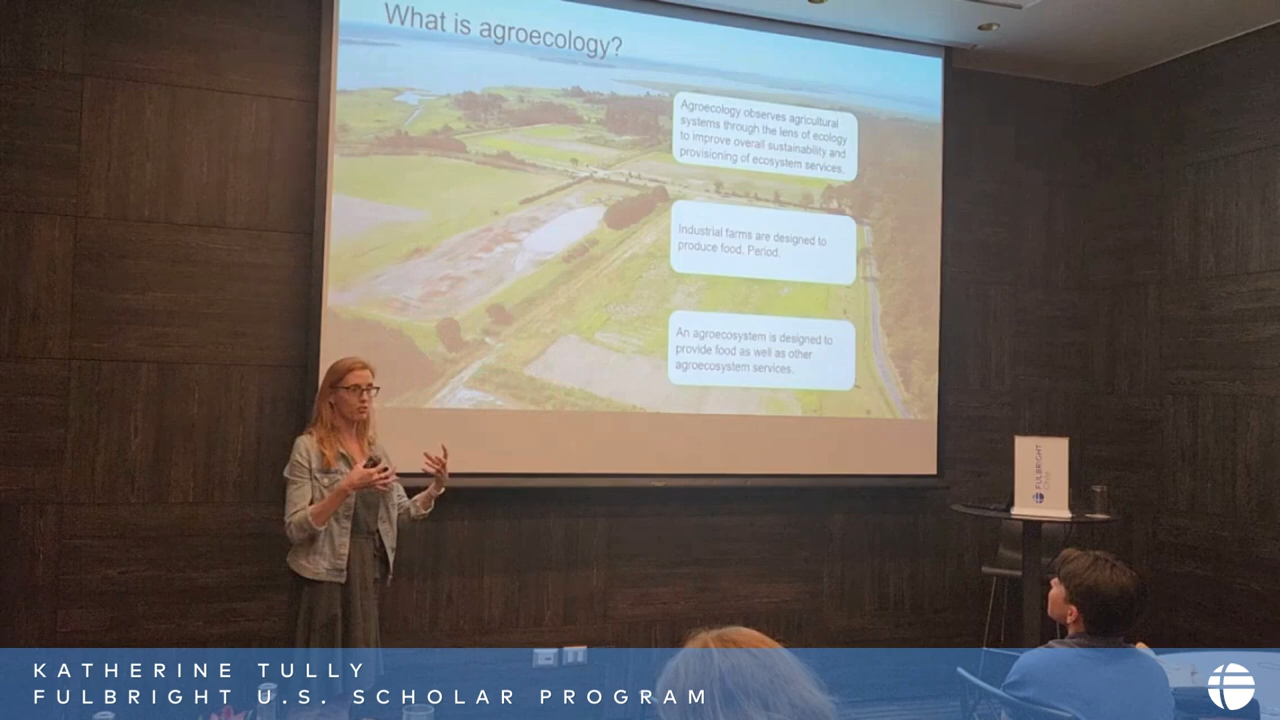 What is agroecology?
Agroecology observes agricultural
systems through the lens of ecology
to improve overall sustainability and
provisioning of ecosystem services.
Industrial farms are designed to
produce food. Period.
An agroecosystem is designed to
provide food as well as other
agroecosystem services.
FULBRIGHT
KATHERINE TULLY
FULBRIGHT U.S. SCHOLAR PROGRAM